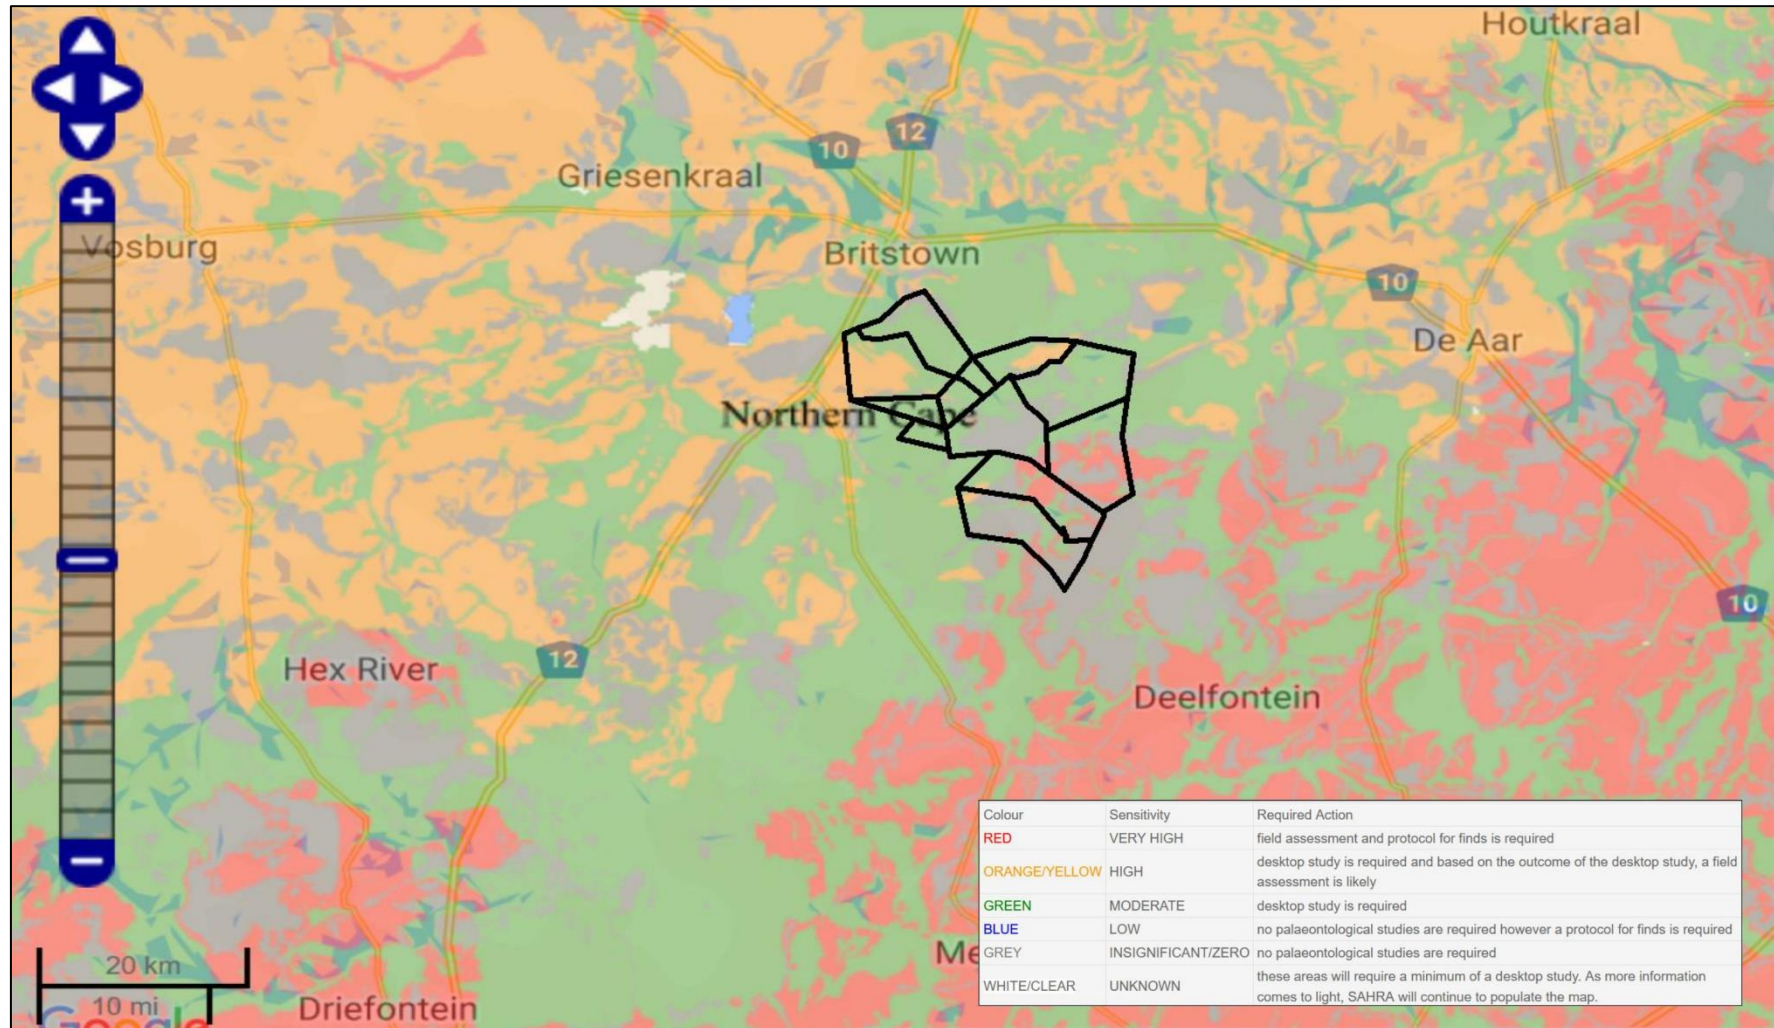 Houtkraal
12
10
Griesenkraal
Vosburg
Britstown
10
De Aar
Northern Cape
10
12
Hex River
Deelfontein
Colour Sensitivity Required Action
RED VERY HIGH field assessment and protocol for finds is required
ORANGE/YELLOW HIGH desktop study is required and based on the outcome of the desktop study, a field
assessment is likely
GREEN MODERATE desktop study is required
BLUE LOW no palaeontological studies are required however a protocol for finds is required
Me
GREY INSIGNIFICANT/ZERO no palaeontological studies are required
WHITE/CLEAR UNKNOWN these areas will require a minimum of a desktop study. As more information
comes to light, SAHRA will continue to populate the map.
20 km
10 mi
Google
Driefontein